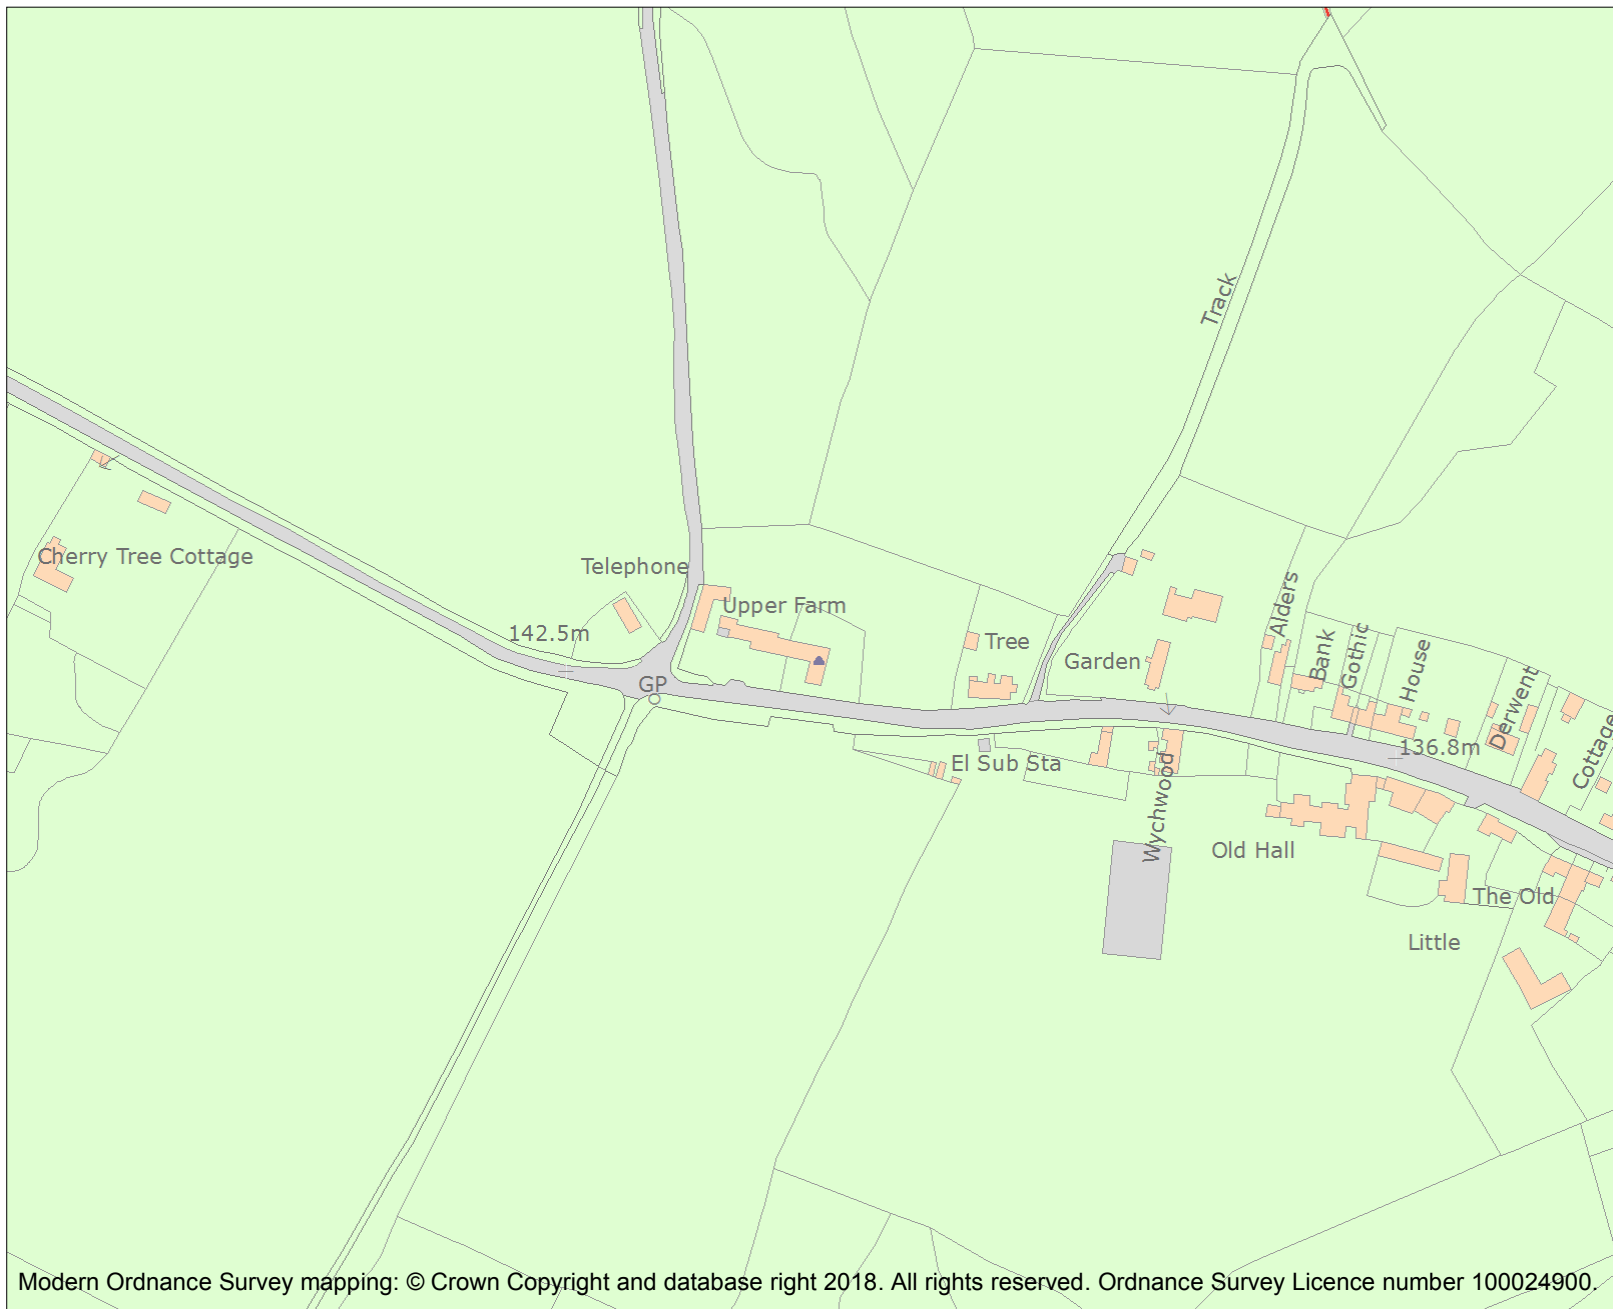 Track
Cherry Tree Cottage
Telephone
142.5m
Upper Farm
GP
Tree
Garden
Alders
Bank
Gothic
House
Derwent
Cottage
136.8m
El Sub Sta
Wychwood
Old Hall
The Old
Little
Modern Ordnance Survey mapping: © Crown Copyright and database right 2018. All rights reserved. Ordnance Survey Licence number 100024900.